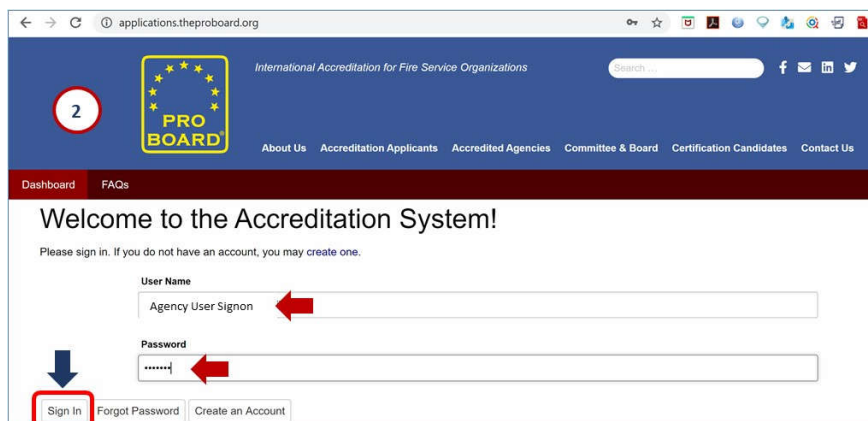 applications.theproboard.org
International Accreditation for Fire Service Organizations
Search ...
2
PRO
BOARD®
About Us Accreditation Applicants Accredited Agencies Committee & Board Certification Candidates Contact Us
Dashboard FAQs
Welcome to the Accreditation System!
Please sign in. If you do not have an account, you may create one.
User Name
Agency User Signon
Password
•••••••
Sign In Forgot Password Create an Account